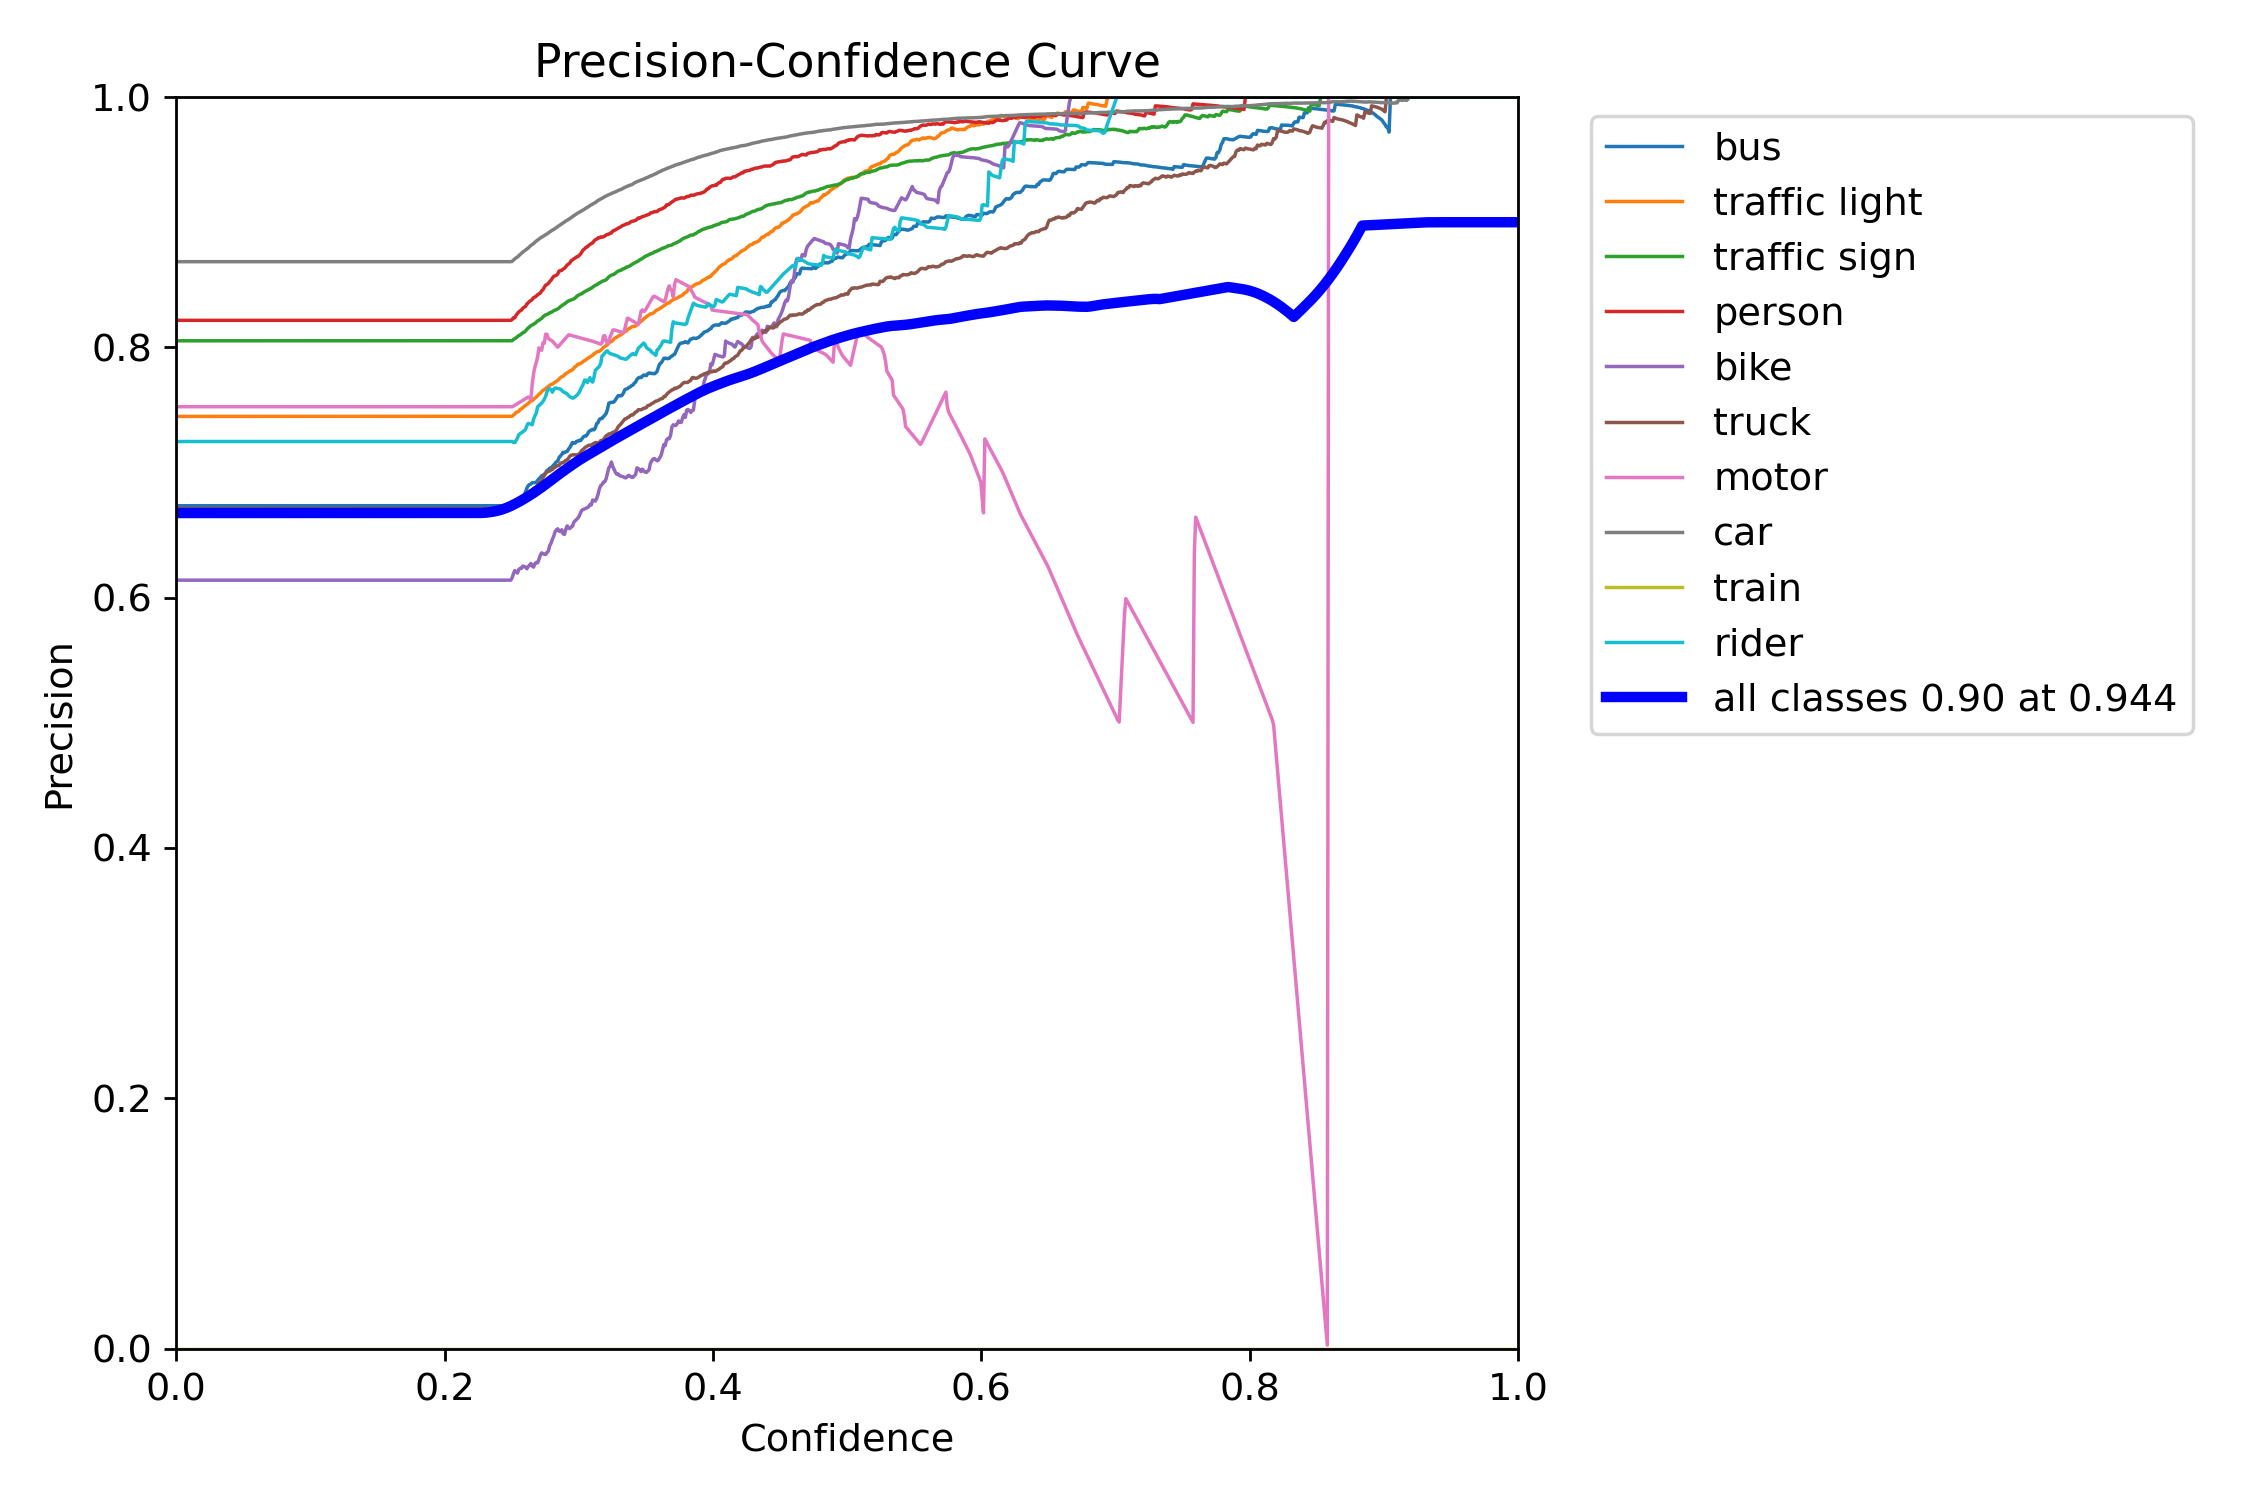 Precision-Confidence Curve
1.0
0.8
0.6
0.4
0.2
0.0
Precision
0.0 0.2 0.4 0.6 0.8 1.0
Confidence
bus
traffic light
traffic sign
person
bike
truck
motor
car
train
rider
all classes 0.90 at 0.944